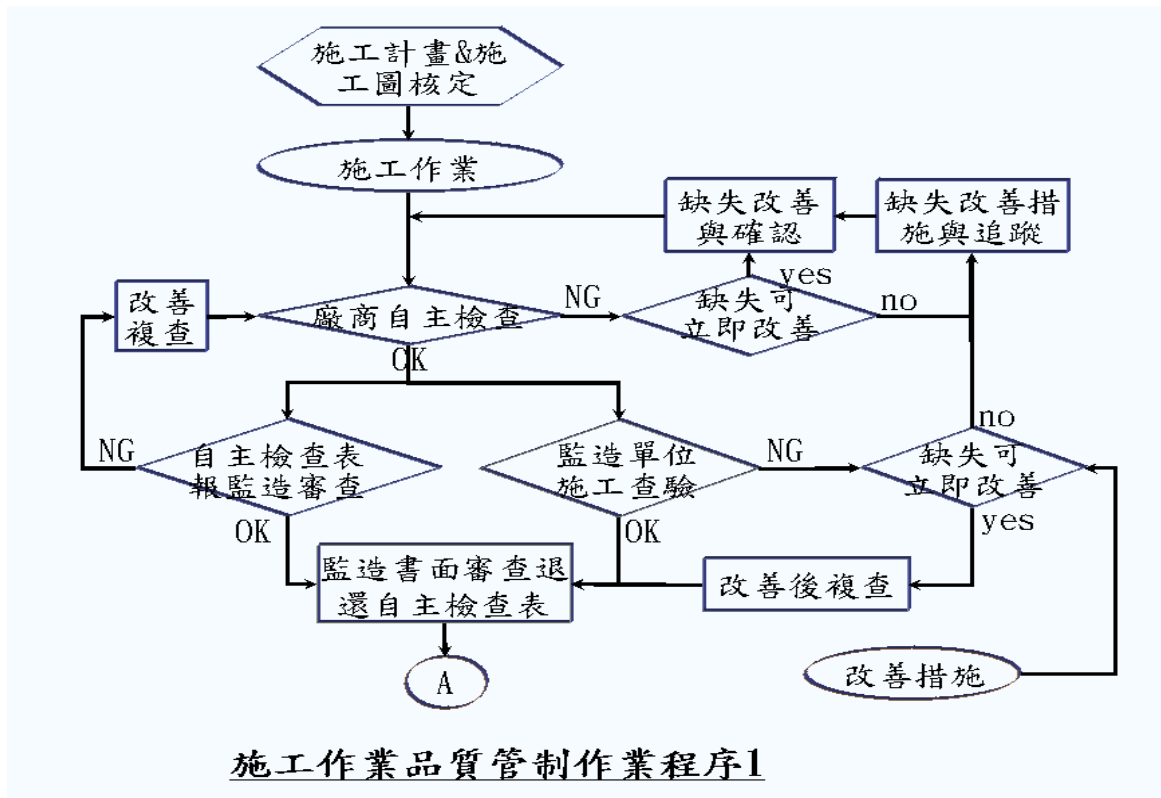 施工計畫&施
工圖核定
施工作業
缺失改善
與確認
缺失改善措
施與追蹤
改善
複查
廠商自主檢查
NG
缺失可
立即改善
yes
no
OK
NG
自主檢查表
報監造審查
監造單位
施工查驗
NG
no
缺失可
立即改善
yes
OK
OK
監造書面審查退
還自主檢查表
改善後複查
A
改善措施
施工作業品質管制作業程序1